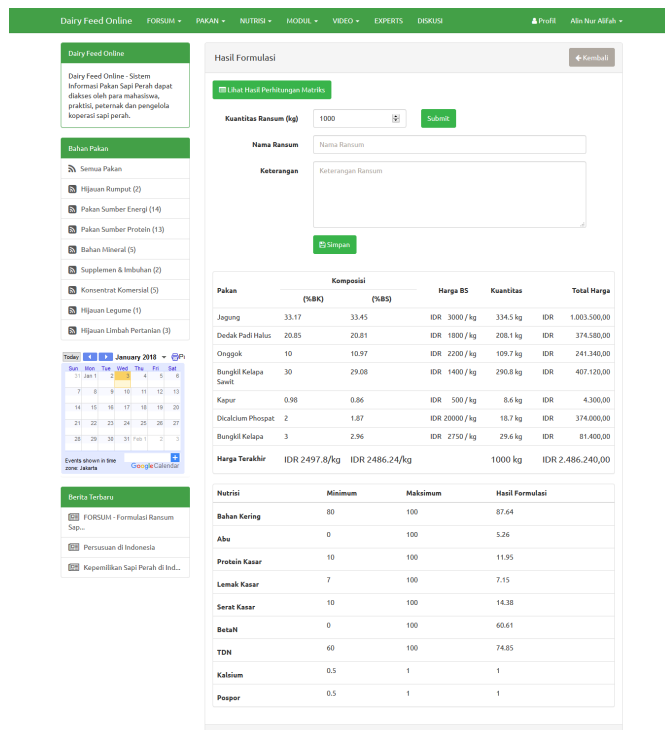 Dairy Feed Online FORSUM PAKAN NUTRISI MODUL VIDEO EXPERTS DISKUSI Profil Alin Nur Alifah
Dairy Feed Online
Dairy Feed Online - Sistem
Informasi Pakan Sapi Perah dapat
diakses oleh para mahasiswa,
praktisi, peternak dan pengelola
koperasi sapi perah.
Bahan Pakan
Semua Pakan
Hijauan Rumput (2)
Pakan Sumber Energi (14)
Pakan Sumber Protein (13)
Bahan Mineral (5)
Supplemen & Imbuhan (2)
Konsentrat Komersial (5)
Hijauan Legume (1)
Hijauan Limbah Pertanian (3)
Today January 2018
Sun Mon Tue Wed Thu Fri Sat
31 Jan 1 2 3 4 5 6
7 8 9 10 11 12 13
14 15 16 17 18 19 20
21 22 23 24 25 26 27
28 29 30 31 Feb 1 2 3
Events shown in time
zone: Jakarta
Google Calendar
Berita Terbaru
FORSUM - Formulasi Ransum
Sap...
Persusuan di Indonesia
Kepemilikan Sapi Perah di Ind...
Hasil Formulasi Kembali
Lihat Hasil Perhitungan Matriks
Kuantitas Ransum (kg) 1000 Submit
Nama Ransum Nama Ransum
Keterangan Keterangan Ransum
Simpan
Pakan Komposisi Harga BS Kuantitas Total Harga
(%BK) (%BS)
Jagung 33.17 33.45 IDR 3000 / kg 334.5 kg IDR 1.003.500,00
Dedak Padi Halus 20.85 20.81 IDR 1800 / kg 208.1 kg IDR 374.580,00
Onggok 10 10.97 IDR 2200 / kg 109.7 kg IDR 241.340,00
Bungkil Kelapa
Sawit 30 29.08 IDR 1400 / kg 290.8 kg IDR 407.120,00
Kapur 0.98 0.86 IDR 500 / kg 8.6 kg IDR 4.300,00
Dicalcium Phospat 2 1.87 IDR 20000 / kg 18.7 kg IDR 374.000,00
Bungkil Kelapa 3 2.96 IDR 2750 / kg 29.6 kg IDR 81.400,00
Harga Terakhir IDR 2497.8/kg IDR 2486.24/kg 1000 kg IDR 2.486.240,00
Nutrisi Minimum Maksimum Hasil Formulasi
Bahan Kering 80 100 87.64
Abu 0 100 5.26
Protein Kasar 10 100 11.95
Lemak Kasar 7 100 7.15
Serat Kasar 10 100 14.38
BetaN 0 100 60.61
TDN 60 100 74.85
Kalsium 0.5 1 1
Pospor 0.5 1 1